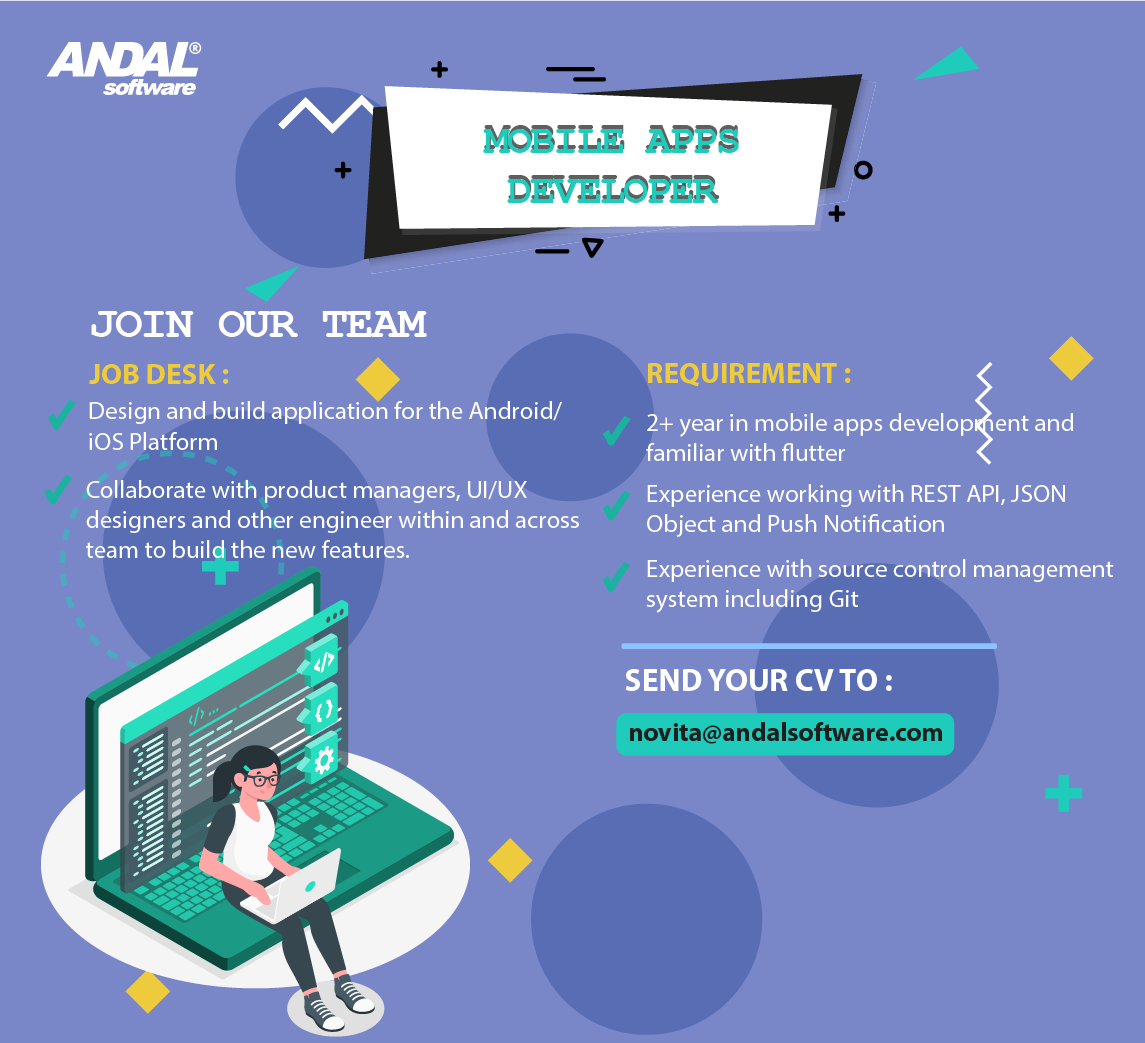 ANDAL®
software
MOBILE APPS
DEVELOPER
JOIN OUR TEAM
JOB DESK :
Design and build application for the Android/
iOS Platform
Collaborate with product managers, UI/UX
designers and other engineer within and across
team to build the new features.
REQUIREMENT :
2+ year in mobile apps development and
familiar with flutter
Experience working with REST API, JSON
Object and Push Notification
Experience with source control management
system including Git
SEND YOUR CV TO :
novita@andalsoftware.com